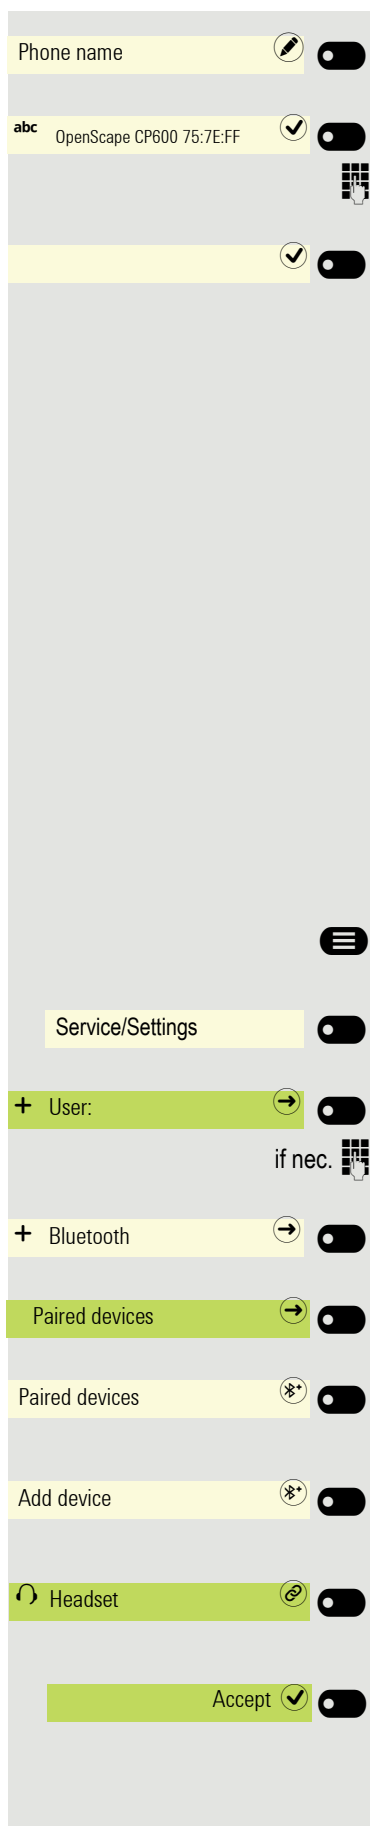 Phone name
abc OpenScape CP600 75:7E:FF
Service/Settings
+ User:
if nec.
+ Bluetooth
Paired devices
Paired devices
Add device
Headset
Accept